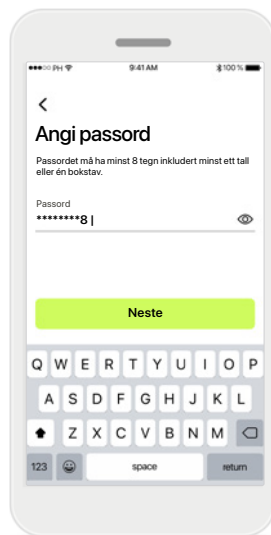 ●●●○○ PH 9:41 AM 100 %
Angi passord
Passordet må ha minst 8 tegn inkludert minst ett tall
eller én bokstav.
Passord
********8 |
Neste
Q W E R T Y U I O P
A S D F G H J K L
Z X C V B N M
123 space return